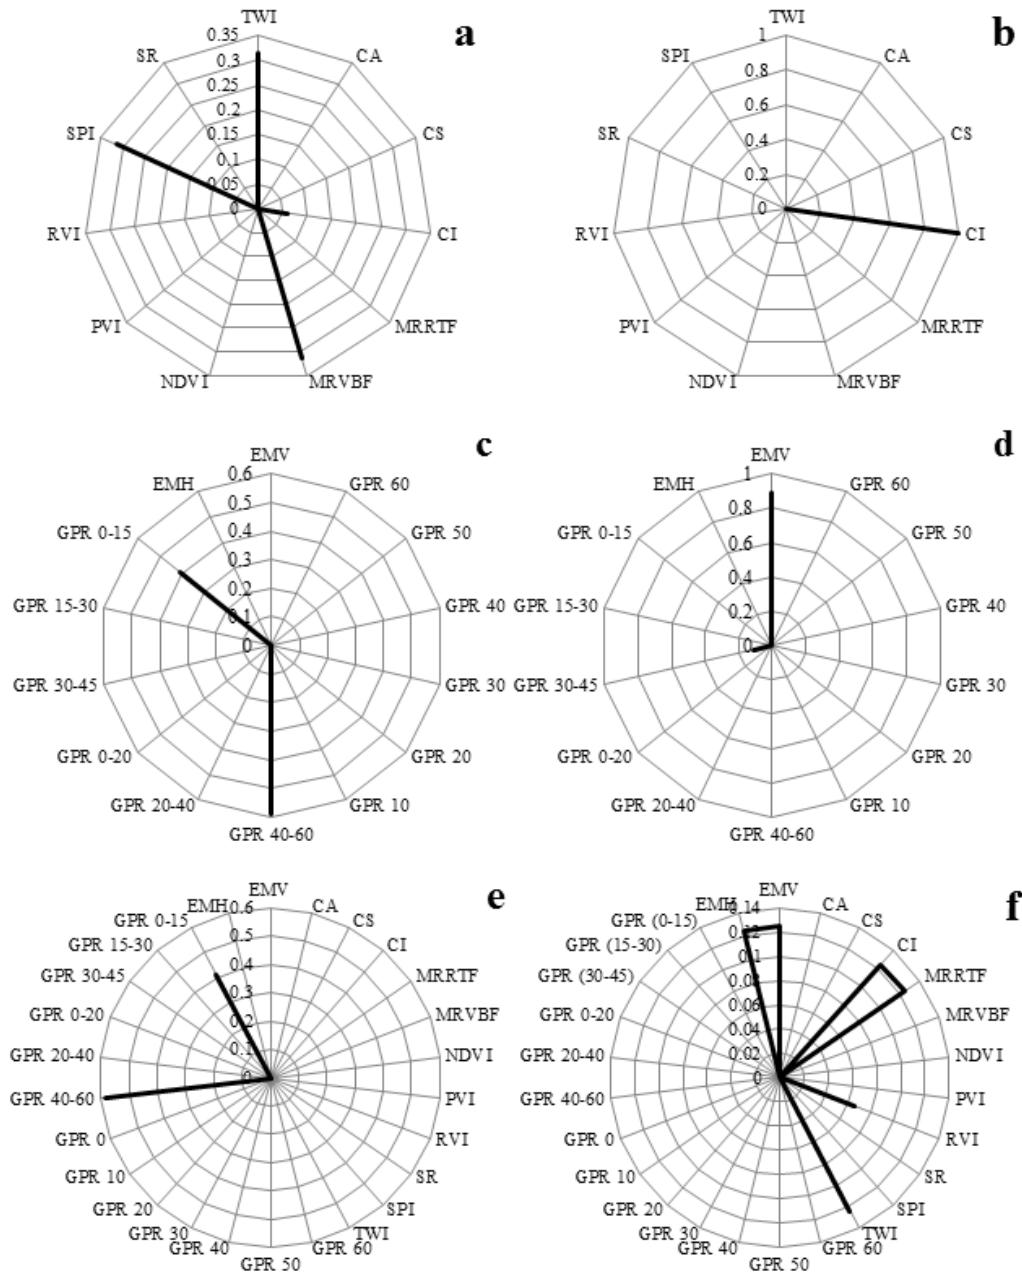 TWI
0.35
a
SR
0.3
CA
0.25
0.2
SPI
0.15
CS
0.1
0.05
0
RVI
CI
PVI
MRRTF
NDVI
MRVBF
TWI
1
b
SPI
CA
0.8
0.6
SR
CS
0.4
0.2
0
RVI
CI
PVI
MRRTF
NDVI
MRVBF
EMV
c
0.6
EMH
GPR 60
0.5
GPR 0-15
0.4
GPR 50
0.3
0.2
GPR 15-30
GPR 40
0.1
0
GPR 30-45
GPR 30
GPR 0-20
GPR 20
GPR 20-40
GPR 10
GPR 40-60
EMV
d
1
EMH
GPR 60
0.8
GPR 0-15
GPR 50
0.6
0.4
GPR 15-30
GPR 40
0.2
0
GPR 30-45
GPR 30
GPR 0-20
GPR 20
GPR 20-40
GPR 10
GPR 40-60
EMV
e
0.6
EMH
CA
GPR 0-15
CS
0.5
GPR 15-30
CI
0.4
GPR 30-45
MRRTF
0.3
GPR 0-20
MRVBF
0.2
GPR 20-40
NDVI
0.1
0
GPR 40-60
PVI
GPR 0
RVI
GPR 10
SR
GPR 20
SPI
GPR 30
TWI
GPR 40
GPR 60
GPR 50
EMV
f
0.14
EMH
CA
GPR (0-15)
CS
0.12
GPR (15-30)
CI
0.1
GPR (30-45)
MRRTF
0.08
0.06
GPR 0-20
MRVBF
0.04
GPR 20-40
NDVI
0.02
0
GPR 40-60
PVI
GPR 0
RVI
GPR 10
SR
GPR 20
SPI
GPR 30
TWI
GPR 40
GPR 60
GPR 50